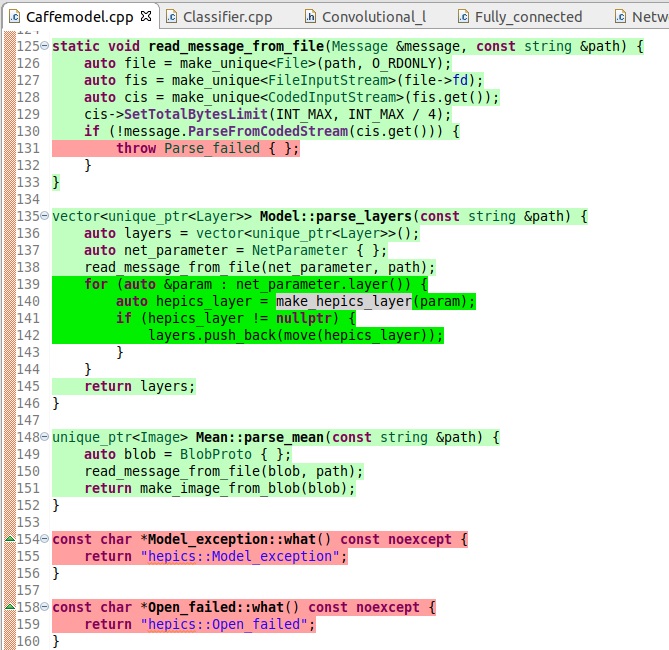 Caffemodel.cpp Classifier.cpp Convolutional_l Fully_connected Netw
125 static void read_message_from_file(Message &message, const string &path) {
126     auto file = make_unique<File>(path, O_RDONLY);
127     auto fis = make_unique<FileInputStream>(file->fd);
128     auto cis = make_unique<CodedInputStream>(fis.get());
129     cis->SetTotalBytesLimit(INT_MAX, INT_MAX / 4);
130     if (!message.ParseFromCodedStream(cis.get())) {
131         throw Parse_failed { };
132     }
133 }
134
135 vector<unique_ptr<Layer>> Model::parse_layers(const string &path) {
136     auto layers = vector<unique_ptr<Layer>>();
137     auto net_parameter = NetParameter { };
138     read_message_from_file(net_parameter, path);
139     for (auto &param : net_parameter.layer()) {
140         auto hepics_layer = make_hepics_layer(param);
141         if (hepics_layer != nullptr) {
142             layers.push_back(move(hepics_layer));
143         }
144     }
145     return layers;
146 }
147
148 unique_ptr<Image> Mean::parse_mean(const string &path) {
149     auto blob = BlobProto { };
150     read_message_from_file(blob, path);
151     return make_image_from_blob(blob);
152 }
153
154 const char *Model_exception::what() const noexcept {
155     return "hepics::Model_exception";
156 }
157
158 const char *Open_failed::what() const noexcept {
159     return "hepics::Open_failed";
160 }